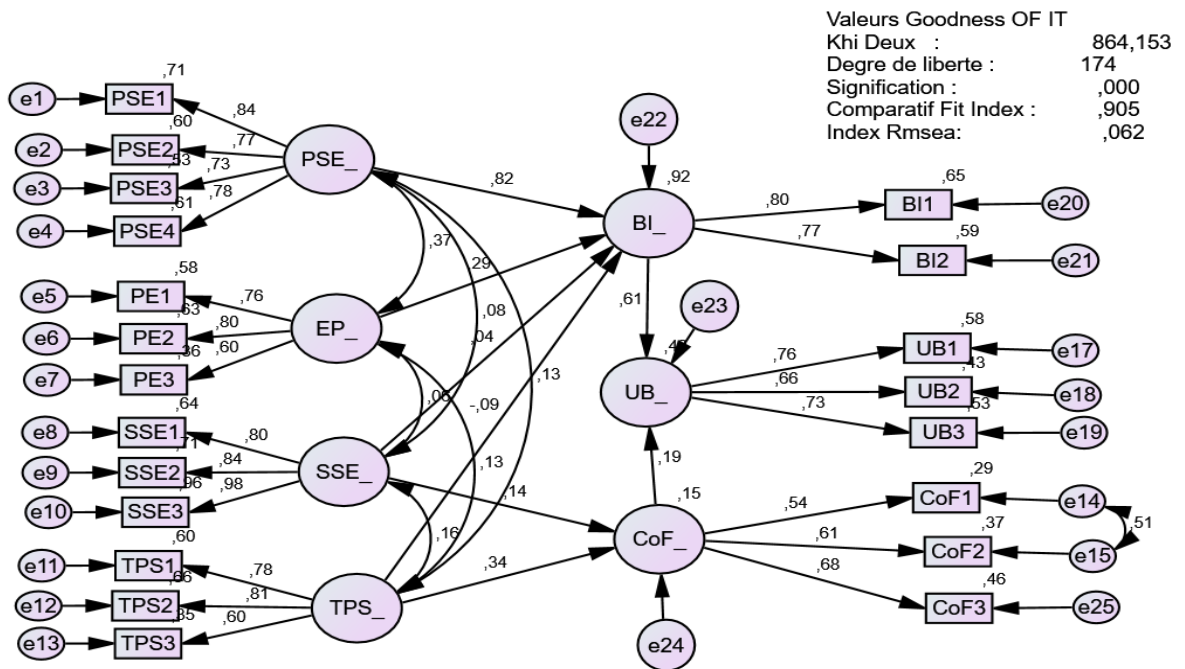 Valeurs Goodness OF IT
Khi Deux : 864,153
Degre de liberte : 174
Signification : ,000
Comparatif Fit Index : ,905
Index Rmsea: ,062
,71
e1 PSE1 ,84
,60
e2 PSE2 ,77
,53
e3 PSE3 ,73
,61
e4 PSE4 ,78
PSE_
,58
e5 PE1 ,76
,63
e6 PE2 ,80
,36
e7 PE3 ,60
EP_
,64
e8 SSE1 ,80
,71
e9 SSE2 ,84
,96
e10 SSE3 ,98
SSE_
,60
e11 TPS1 ,78
,66
e12 TPS2 ,81
e13 TPS3 ,60
TPS_
,82
,37
,29
,08
,04
,13
-,09
,13
,14
,16
,34
e22
,92
BI_
,61
e23
UB_
,19
,15
CoF_
e24
,65
,80 BI1 e20
,59
,77 BI2 e21
,58
,76 UB1 e17
,43
,66 UB2 e18
,53
,73 UB3 e19
,29
,54 CoF1 e14
,51
,37
,61 CoF2 e15
,46
,68 CoF3 e25